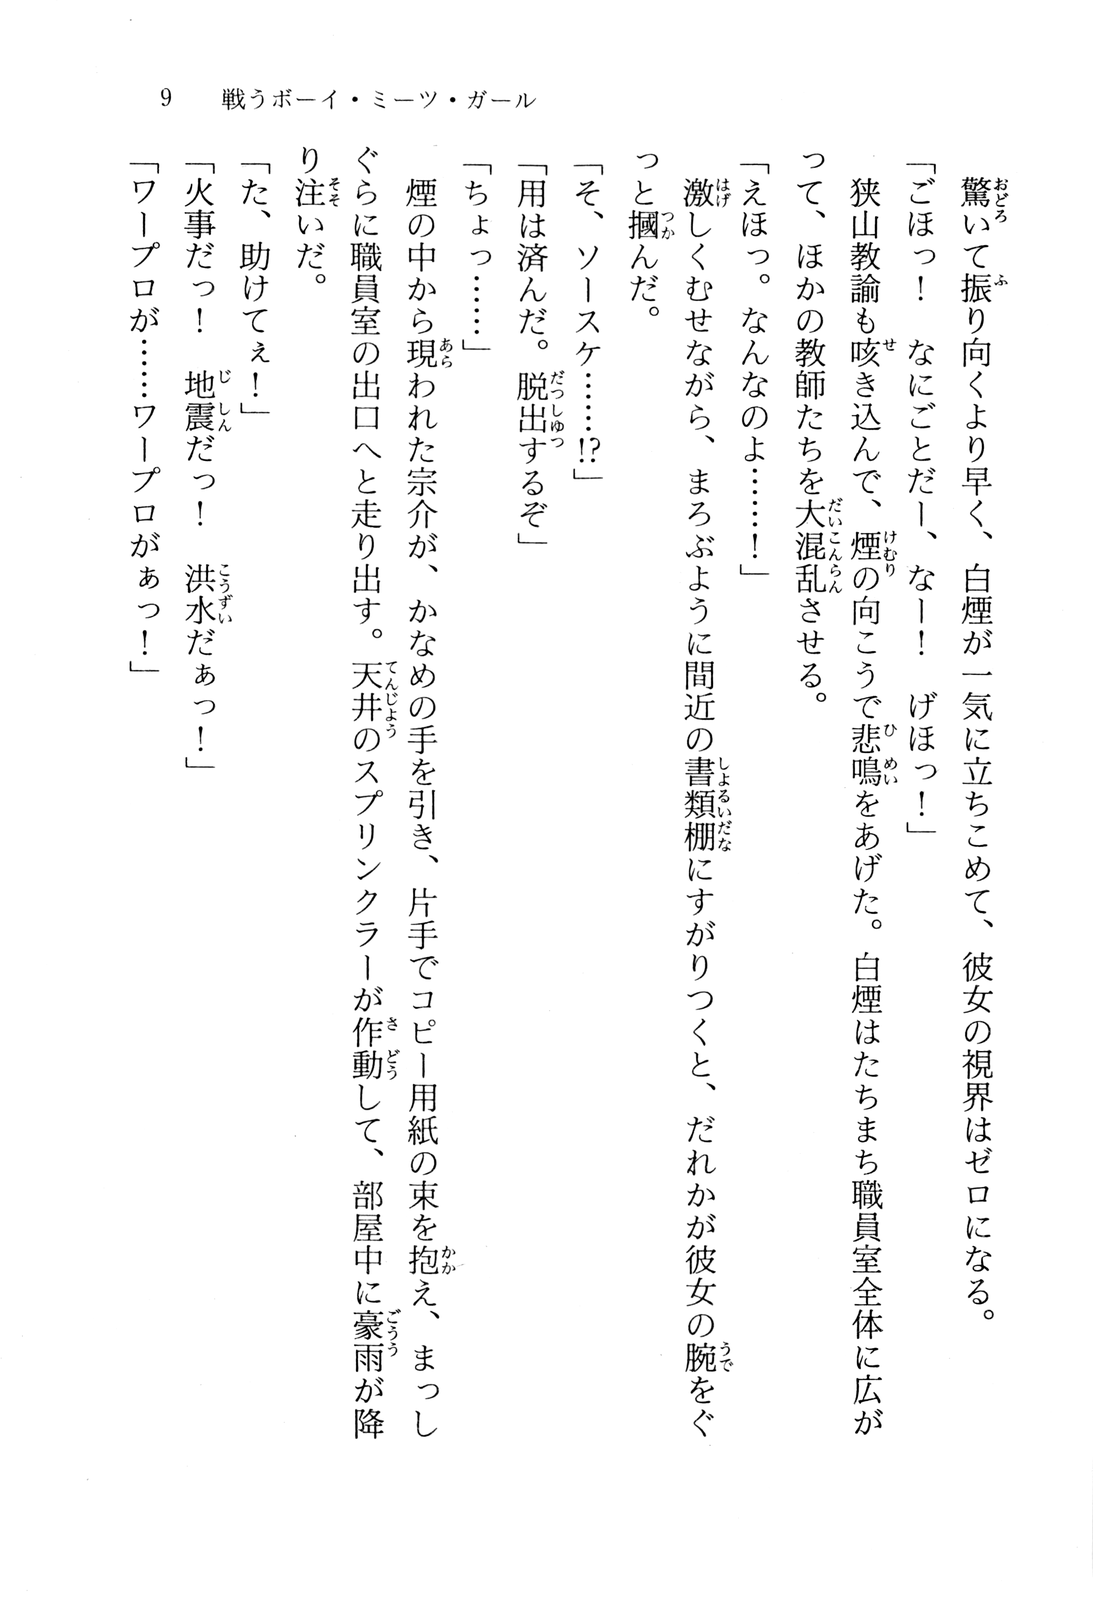 9　戦うボーイ・ミーツ・ガール
　驚いて振り向くより早く、白煙が一気に立ちこめて、彼女の視界はゼロになる。
「ごほっ！　なにごとだー、なー！　げほっ！」
　狭山教諭も咳き込んで、煙の向こうで悲鳴をあげた。白煙はたちまち職員室全体に広が
って、ほかの教師たちを大混乱させる。
「えほっ。なんなのよ……！」
　激しくむせながら、まろぶように間近の書類棚にすがりつくと、だれかが彼女の腕をぐ
っと摑んだ。
「そ、ソースケ……!?」
「用は済んだ。脱出するぞ」
「ちょっ……」
　煙の中から現われた宗介が、かなめの手を引き、片手でコピー用紙の束を抱え、まっし
ぐらに職員室の出口へと走り出す。天井のスプリンクラーが作動して、部屋中に豪雨が降
り注いだ。
「た、助けてぇ！」
「火事だっ！　地震だっ！　洪水だぁっ！」
「ワープロが……ワープロがぁっ！」